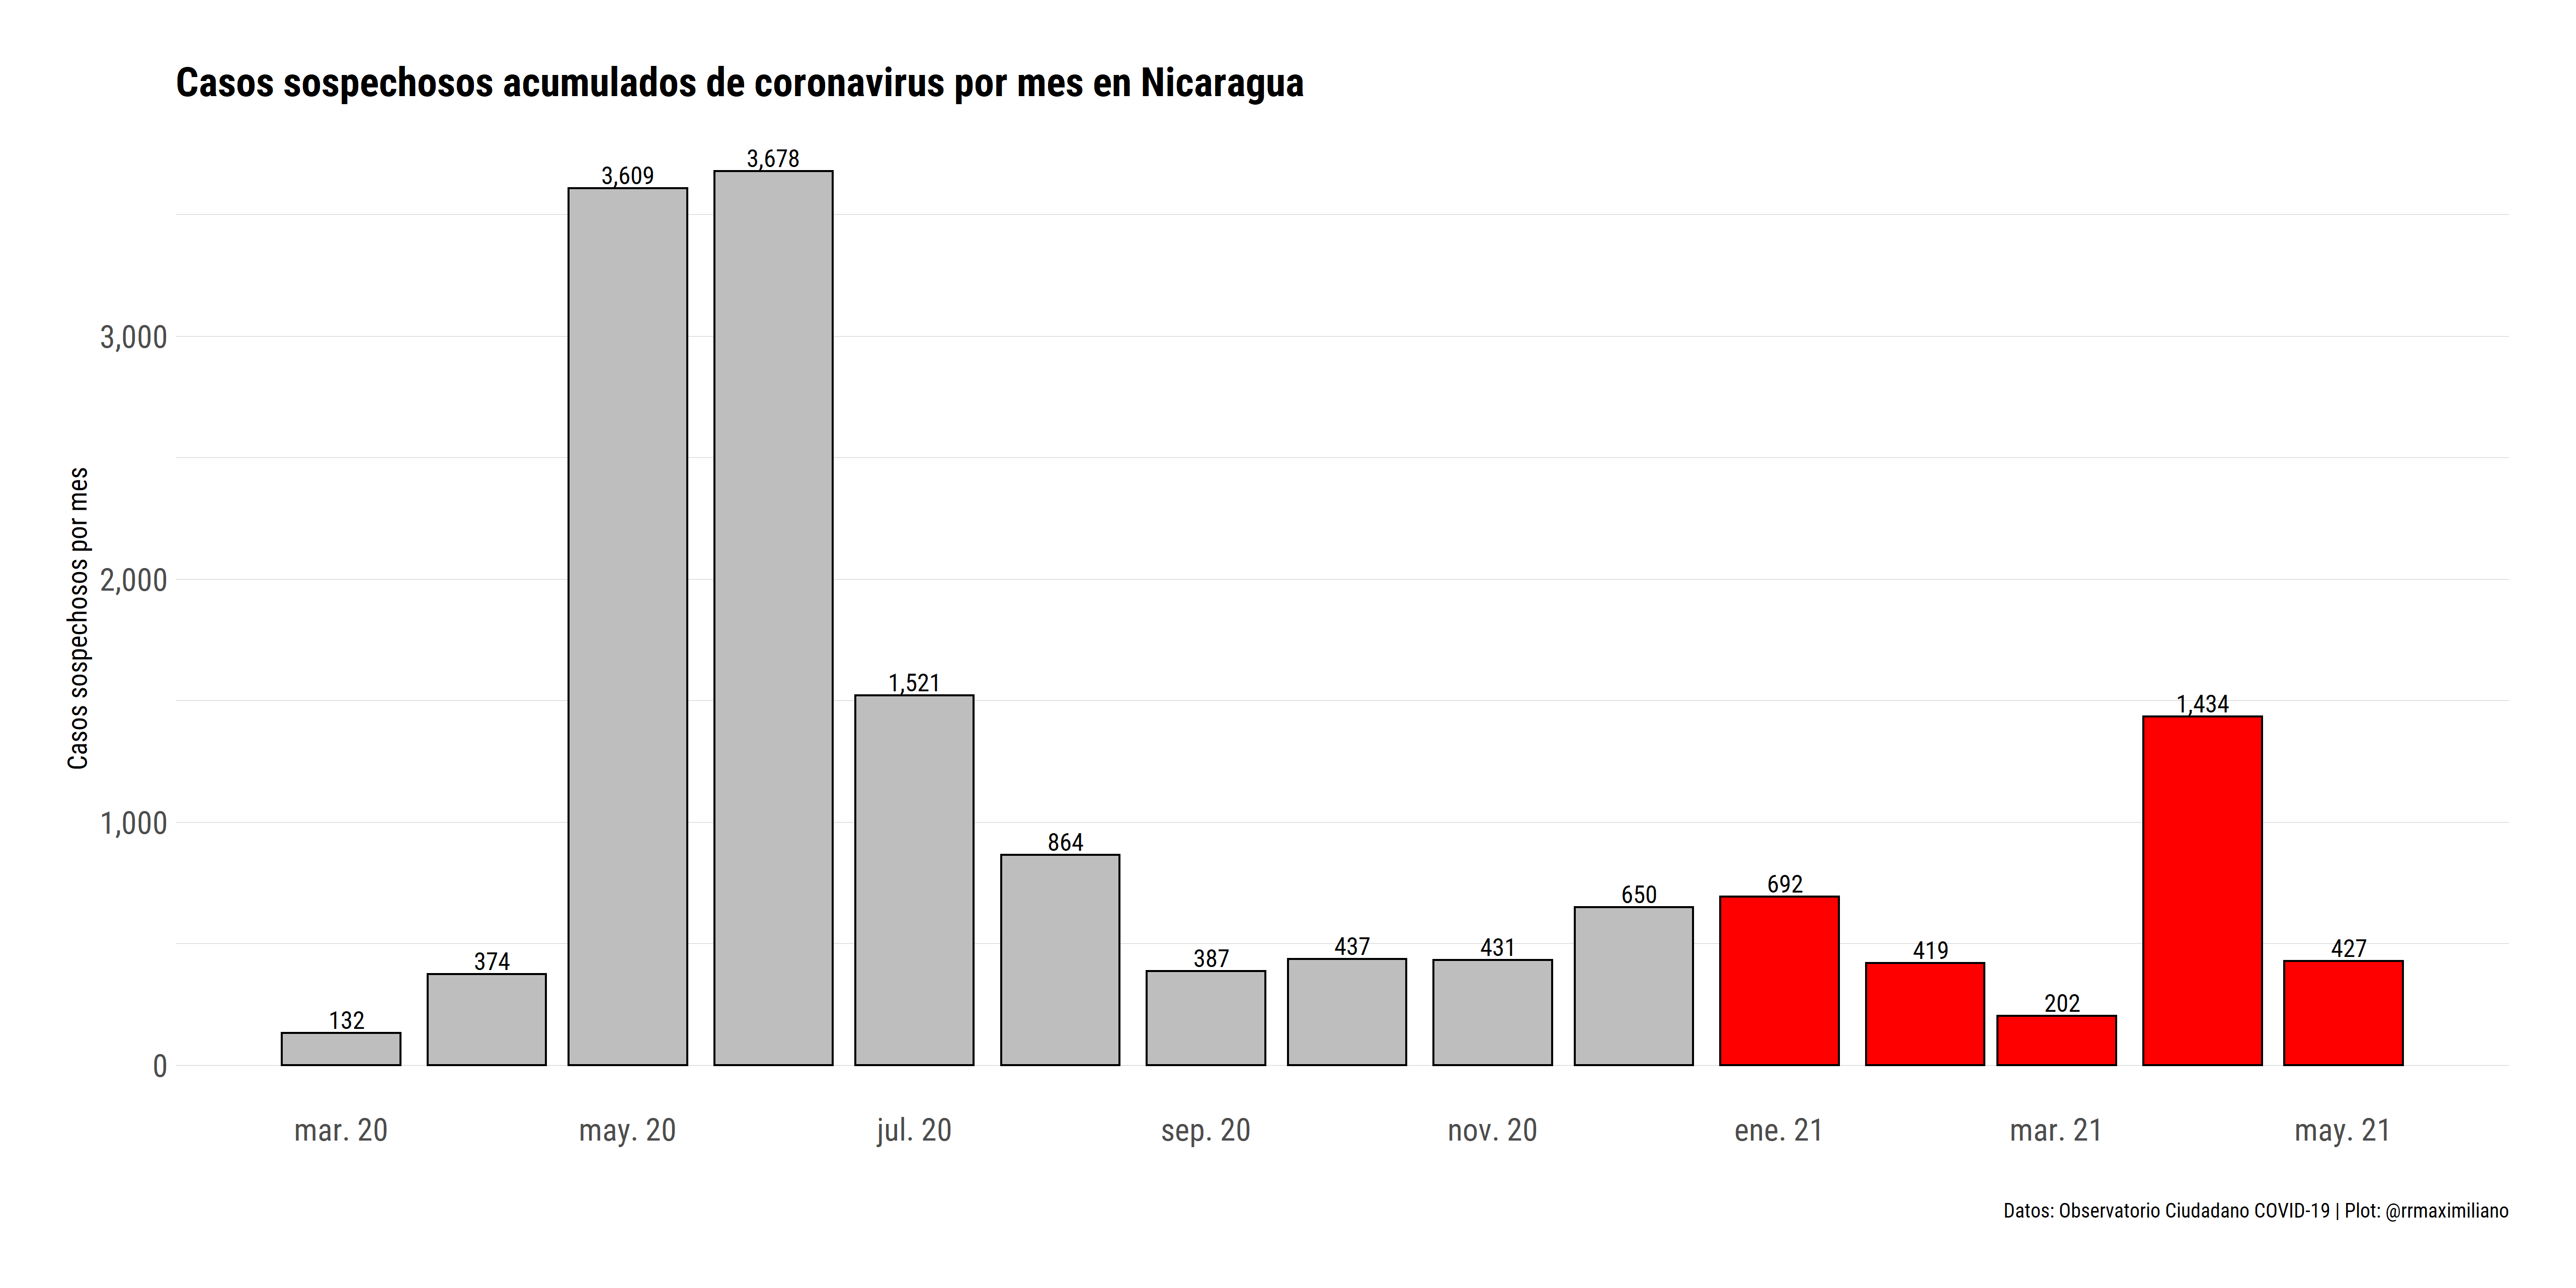 Casos sospechosos acumulados de coronavirus por mes en Nicaragua
Casos sospechosos por mes
3,000
2,000
1,000
0
132
374
3,609
3,678
1,521
864
387
437
431
650
692
419
202
1,434
427
mar. 20
may. 20
jul. 20
sep. 20
nov. 20
ene. 21
mar. 21
may. 21
Datos: Observatorio Ciudadano COVID-19 | Plot: @rrmaximiliano